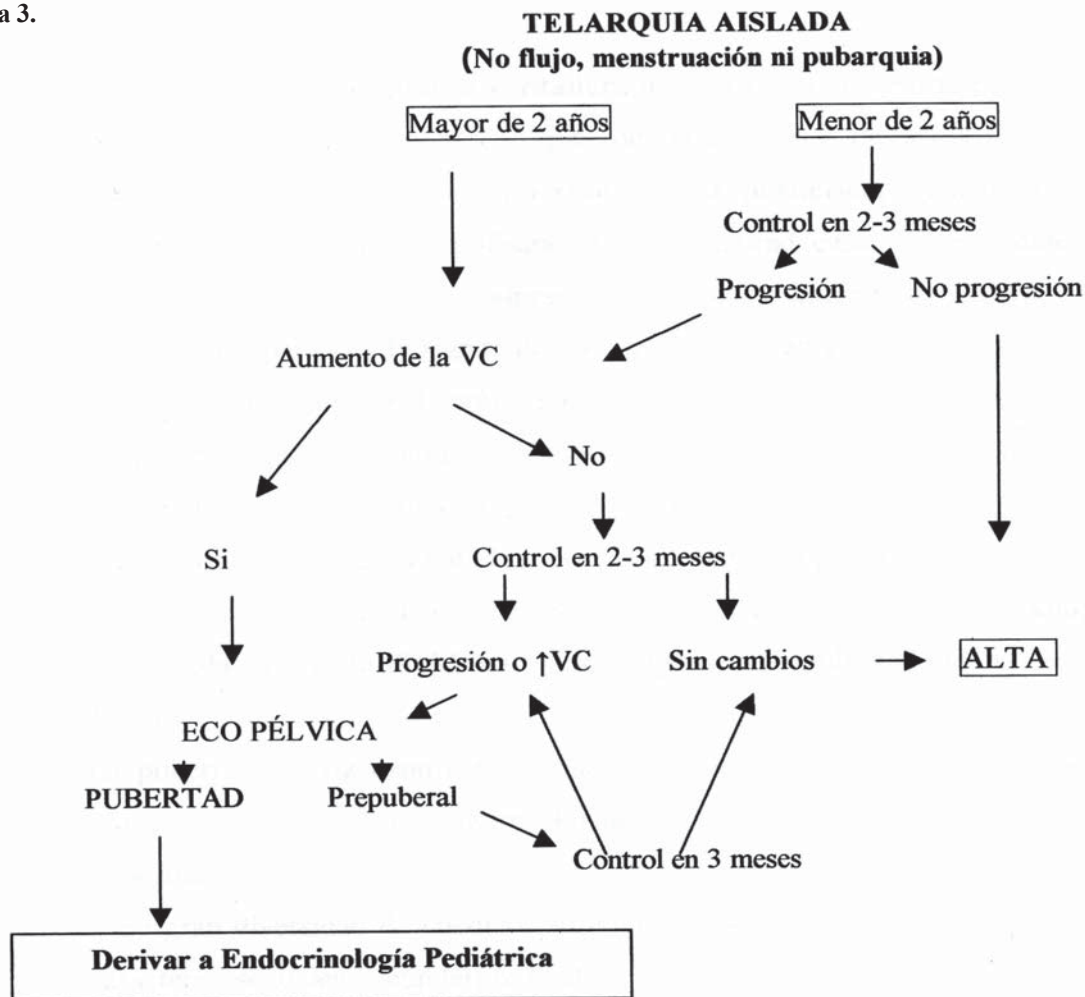 a 3.
TELARQUIA AISLADA
(No flujo, menstruación ni pubarquia)
Mayor de 2 años
Menor de 2 años
Control en 2-3 meses
Progresión
No progresión
Aumento de la VC
No
Si
Control en 2-3 meses
Progresión o ↑VC
Sin cambios
ALTA
ECO PÉLVICA
PUBERTAD
Prepuberal
Control en 3 meses
Derivar a Endocrinología Pediátrica